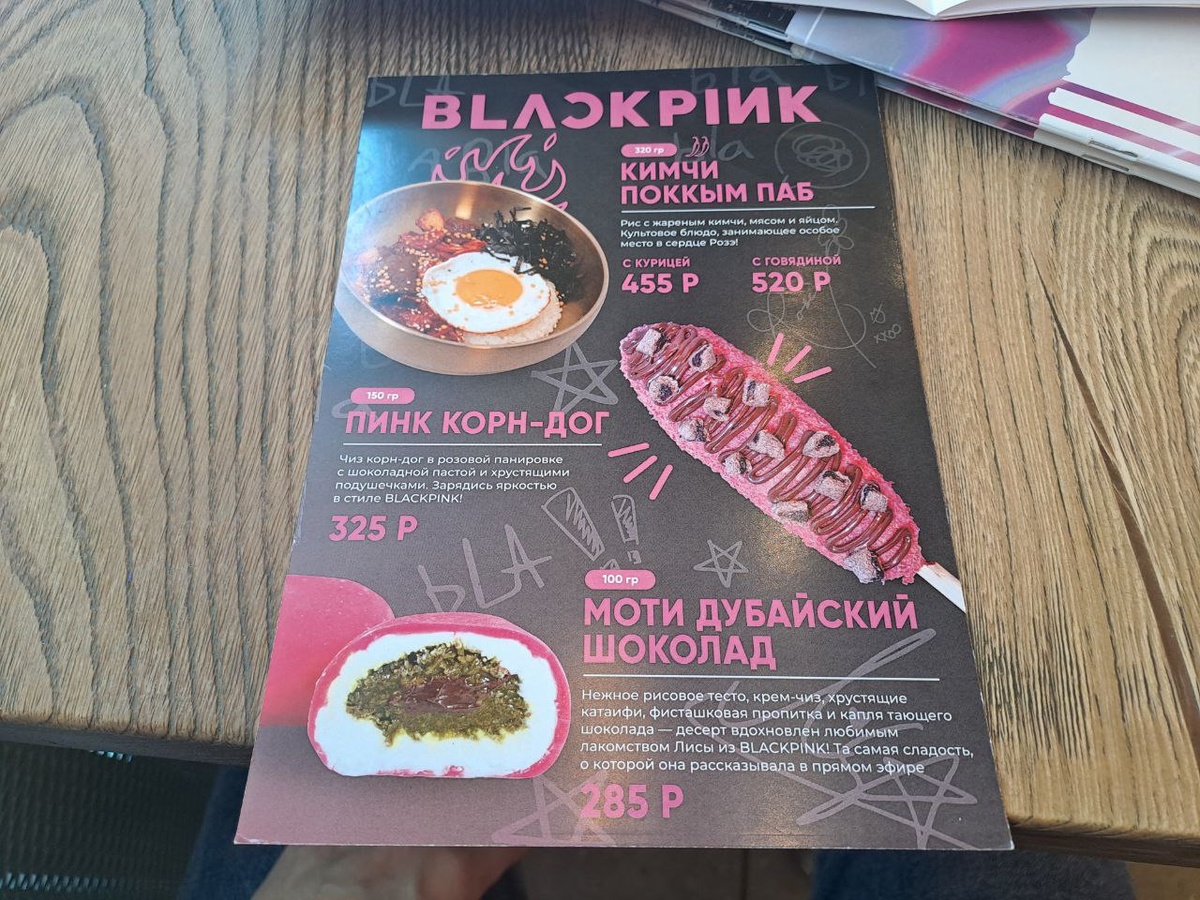 BLACKPINK
320 гр
КИМЧИ
ПОККЫМ ПАБ
Рис с жареным кимчи, мясом и яйцом.
Культовое блюдо, занимающее особое
место в сердце Розэ!
С КУРИЦЕЙ
455 Р
С ГОВЯДИНОЙ
520 Р
150 гр
ПИНК КОРН-ДОГ
Чиз корн-дог в розовой панировке
с шоколадной пастой и хрустящими
подушечками. Зарядись яркостью
в стиле BLACKPINK!
325 Р
bLA
100 гр
МОТИ ДУБАЙСКИЙ
ШОКОЛАД
Нежное рисовое тесто, крем-чиз, хрустящие
катаифи, фисташковая пропитка и капля тающего
шоколада — десерт вдохновлен любимым
лакомством Лисы из BLACKPINK! Та самая сладость,
о которой она рассказывала в прямом эфире
285 Р